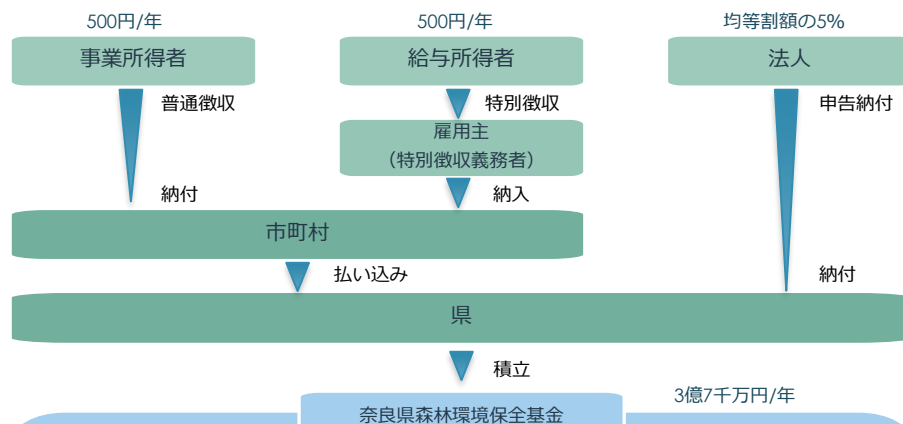 500円/年
500円/年
均等割額の5%
事業所得者
給与所得者
法人
普通徴収
特別徴収
申告納付
雇用主
（特別徴収義務者）
納付
納入
市町村
払い込み
納付
県
積立
3億7千万円/年
奈良県森林環境保全基金